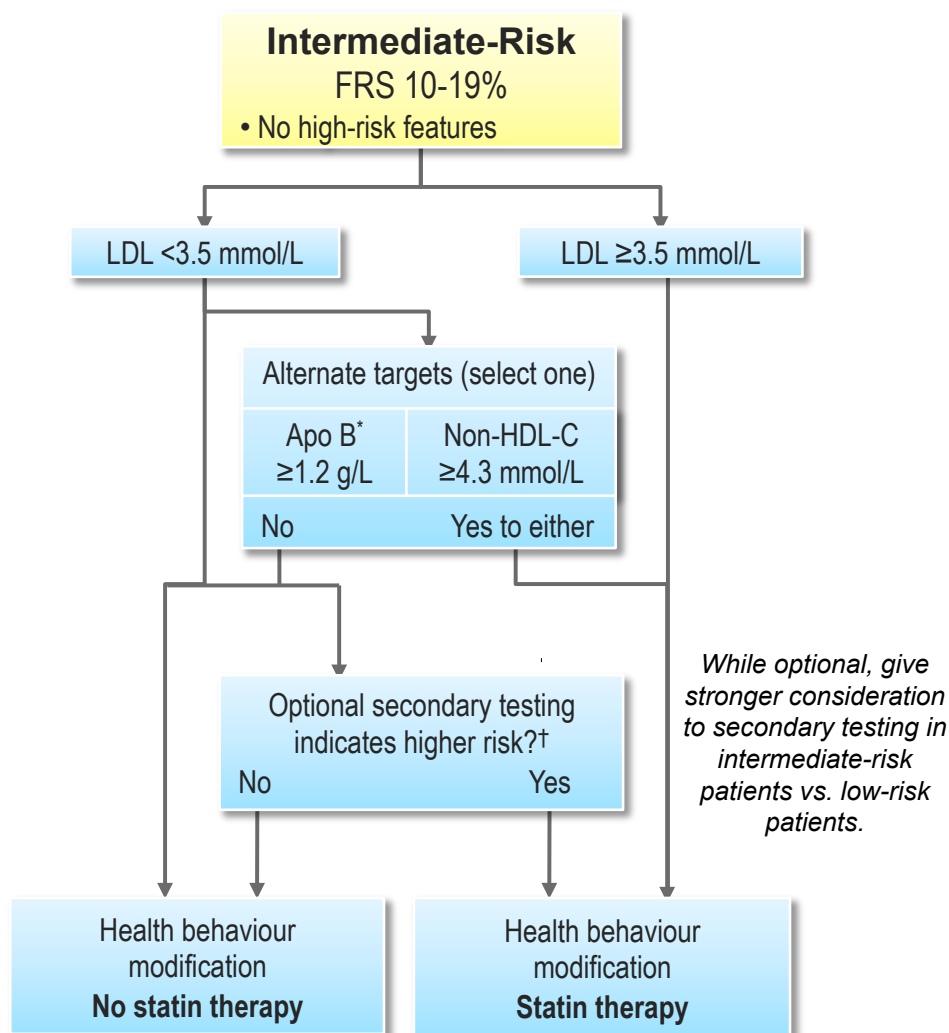 Intermediate-Risk
FRS 10-19%
• No high-risk features
LDL <3.5 mmol/L
LDL ≥3.5 mmol/L
Alternate targets (select one)
Apo B*
≥1.2 g/L
Non-HDL-C
≥4.3 mmol/L
No
Yes to either
While optional, give
stronger consideration
to secondary testing in
intermediate-risk
patients vs. low-risk
patients.
Optional secondary testing
indicates higher risk?†
No
Yes
Health behaviour
modification
No statin therapy
Health behaviour
modification
Statin therapy